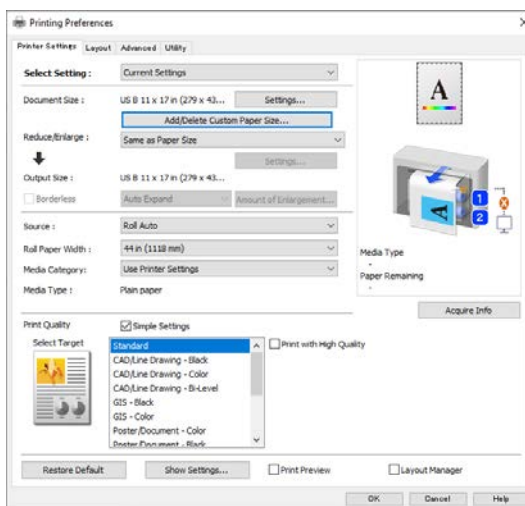 Printing Preferences
Printer Settings Layout Advanced Utility
Select Setting : Current Settings
Document Size : US B 11 x 17 in (279 x 43... Settings...
Add/Delete Custom Paper Size...
Reduce/Enlarge : Same as Paper Size
Settings...
Output Size : US B 11 x 17 in (279 x 43...
Borderless Auto Expand Amount of Enlargement...
Source : Roll Auto
Roll Paper Width : 44 in (1118 mm)
Media Category: Use Printer Settings
Media Type : Plain paper
A
A
1
2
Media Type
-
Paper Remaining
-
Acquire Info
Print Quality Simple Settings
Select Target
Standard
CAD/Line Drawing - Black
CAD/Line Drawing - Color
CAD/Line Drawing - Bi-Level
GIS - Black
GIS - Color
Poster/Document - Color
Poster/Document - Black
Print with High Quality
Restore Default Show Settings... Print Preview Layout Manager
OK Cancel Help